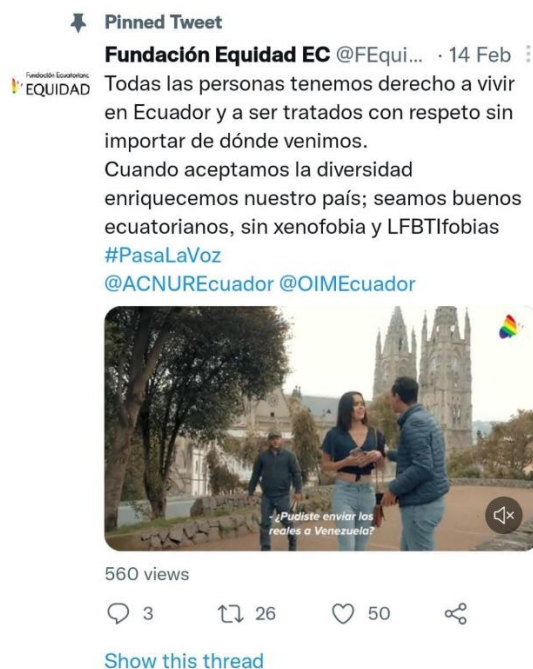 Pinned Tweet
Fundación Equidad EC @FEqui... · 14 Feb
Fundación Ecuatoriana
EQUIDAD
Todas las personas tenemos derecho a vivir
en Ecuador y a ser tratados con respeto sin
importar de dónde venimos.
Cuando aceptamos la diversidad
enriquecemos nuestro país; seamos buenos
ecuatorianos, sin xenofobia y LFBTIfobias
#PasaLaVoz
@ACNUREcuador @OIMEcuador
- ¿Pudiste enviar los
reales a Venezuela?
560 views
3 26 50
Show this thread